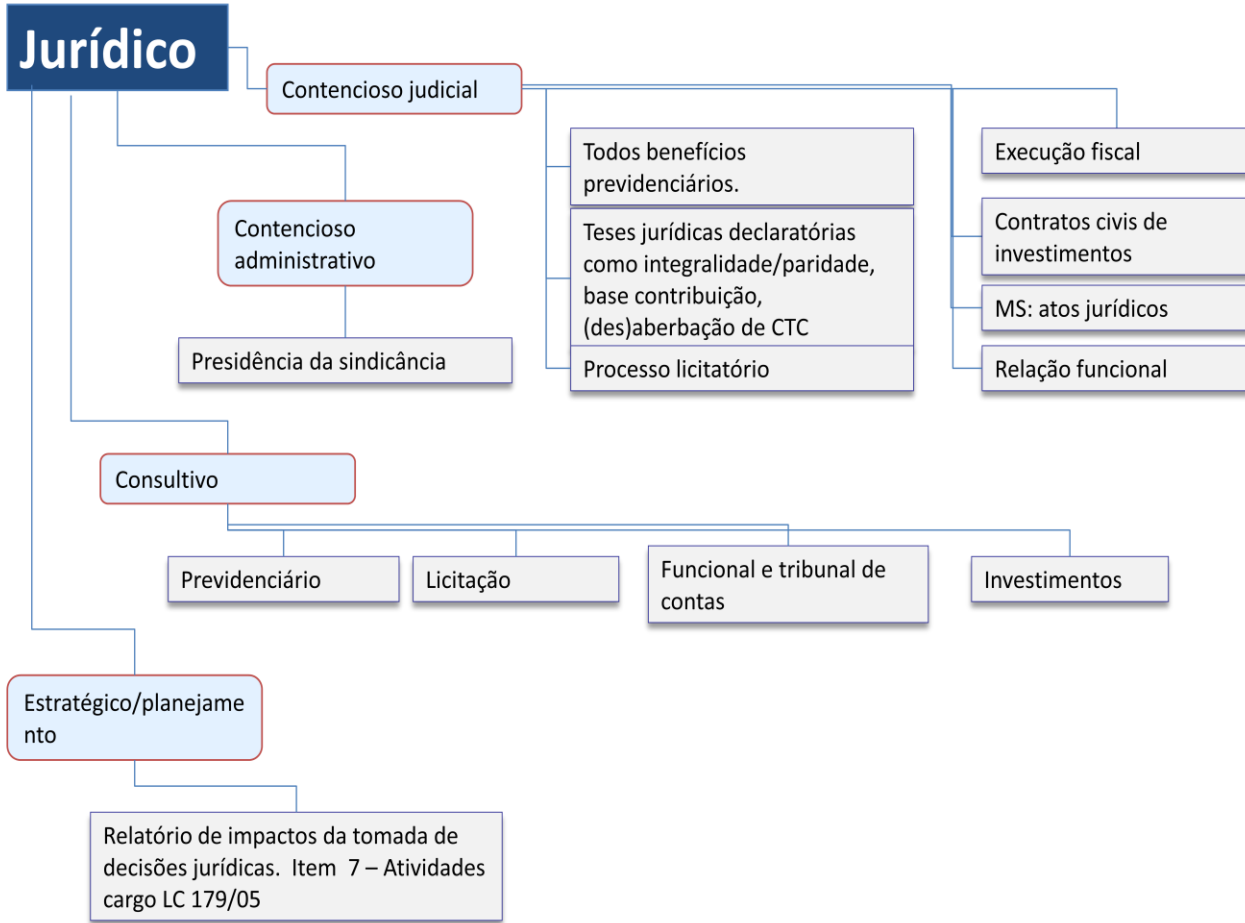 Jurídico
Contencioso judicial
Todos benefícios
previdenciários.
Execução fiscal
Contencioso
administrativo
Teses jurídicas declaratórias
como integralidade/paridade,
base contribuição,
(des)aberbação de CTC
Contratos civis de
investimentos
MS: atos jurídicos
Presidência da sindicância
Processo licitatório
Relação funcional
Consultivo
Previdenciário
Licitação
Funcional e tribunal de
contas
Investimentos
Estratégico/planejame
nto
Relatório de impactos da tomada de
decisões jurídicas.  Item  7 – Atividades
cargo LC 179/05